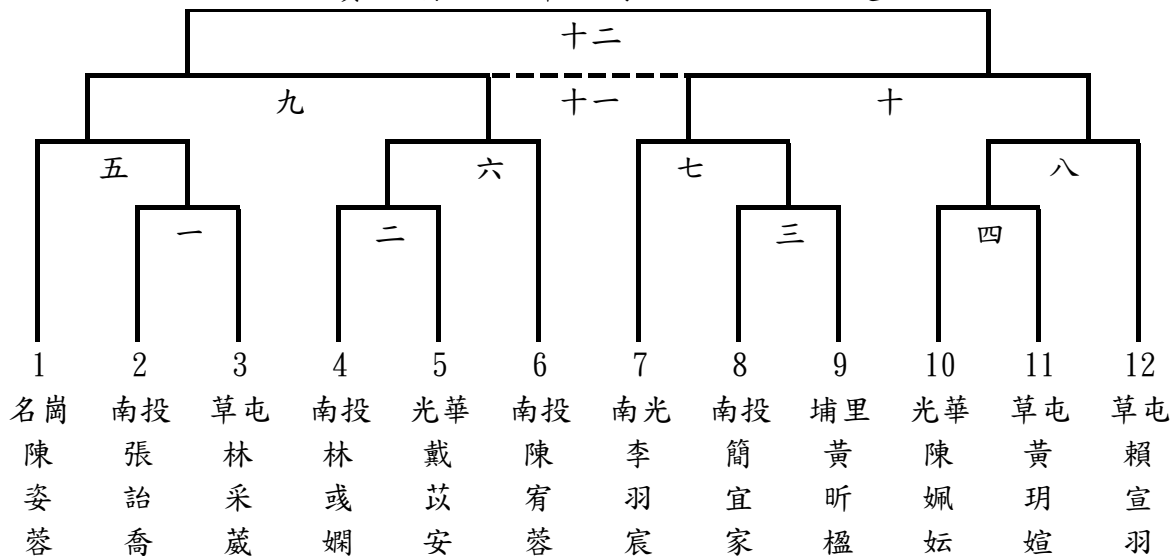 十二
九 十一 十
五 六 七 八
一 二 三 四
1 2 3 4 5 6 7 8 9 10 11 12
名崗 南投 草屯 南投 光華 南投 南光 南投 埔里 光華 草屯 草屯
陳 張 林 林 戴 陳 李 簡 黃 陳 黃 賴
姿 詒 采 彧 苡 宥 羽 宜 昕 姵 玥 宣
蓉 喬 葳 嫻 安 蓉 宸 家 楹 妘 媗 羽